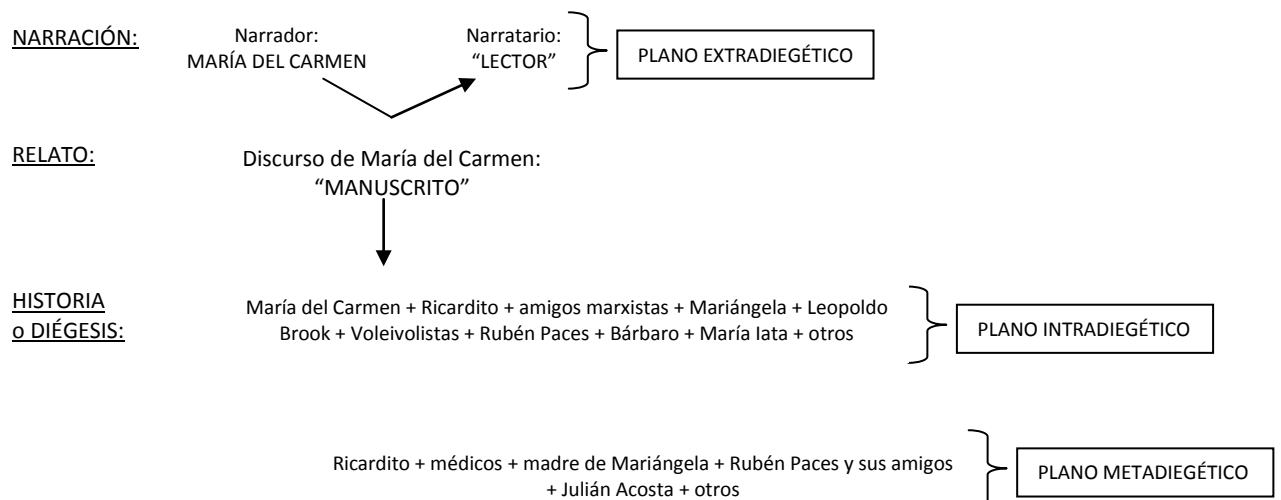 NARRACIÓN:
Narrador:
MARÍA DEL CARMEN
Narratario:
“LECTOR”
PLANO EXTRADIEGÉTICO
RELATO:
Discurso de María del Carmen:
“MANUSCRITO”
HISTORIA
o DIÉGESIS:
María del Carmen + Ricardito + amigos marxistas + Mariángela + Leopoldo
Brook + Voleivolistas + Rubén Paces + Bárbaro + María Iata + otros
PLANO INTRADIEGÉTICO
Ricardito + médicos + madre de Mariángela + Rubén Paces y sus amigos
+ Julián Acosta + otros
PLANO METADIEGÉTICO